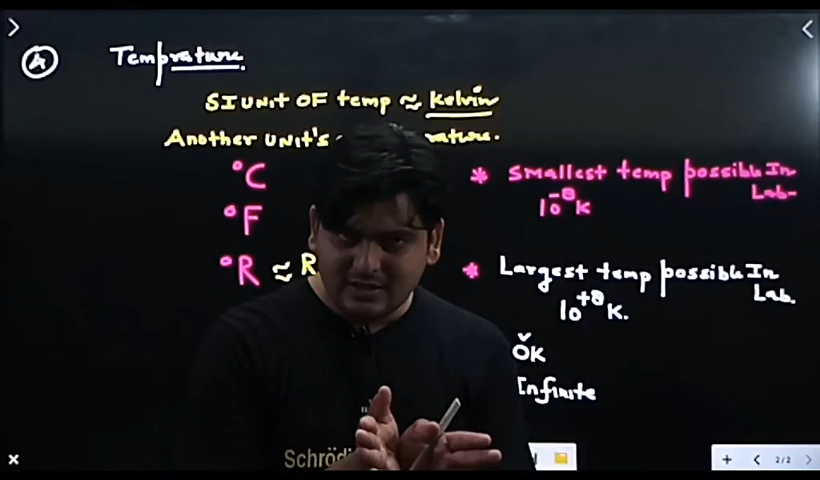 A Temprature.
SI UNit OF temp ≈ Kelvin
Another UNit's
°C
°F
°R ≈ R
* Smallest temp possible In Lab-
10⁻⁸ K
* Largest temp possible In Lab.
10⁺⁸ K.
0K
Infinite
Schrödi
2/2